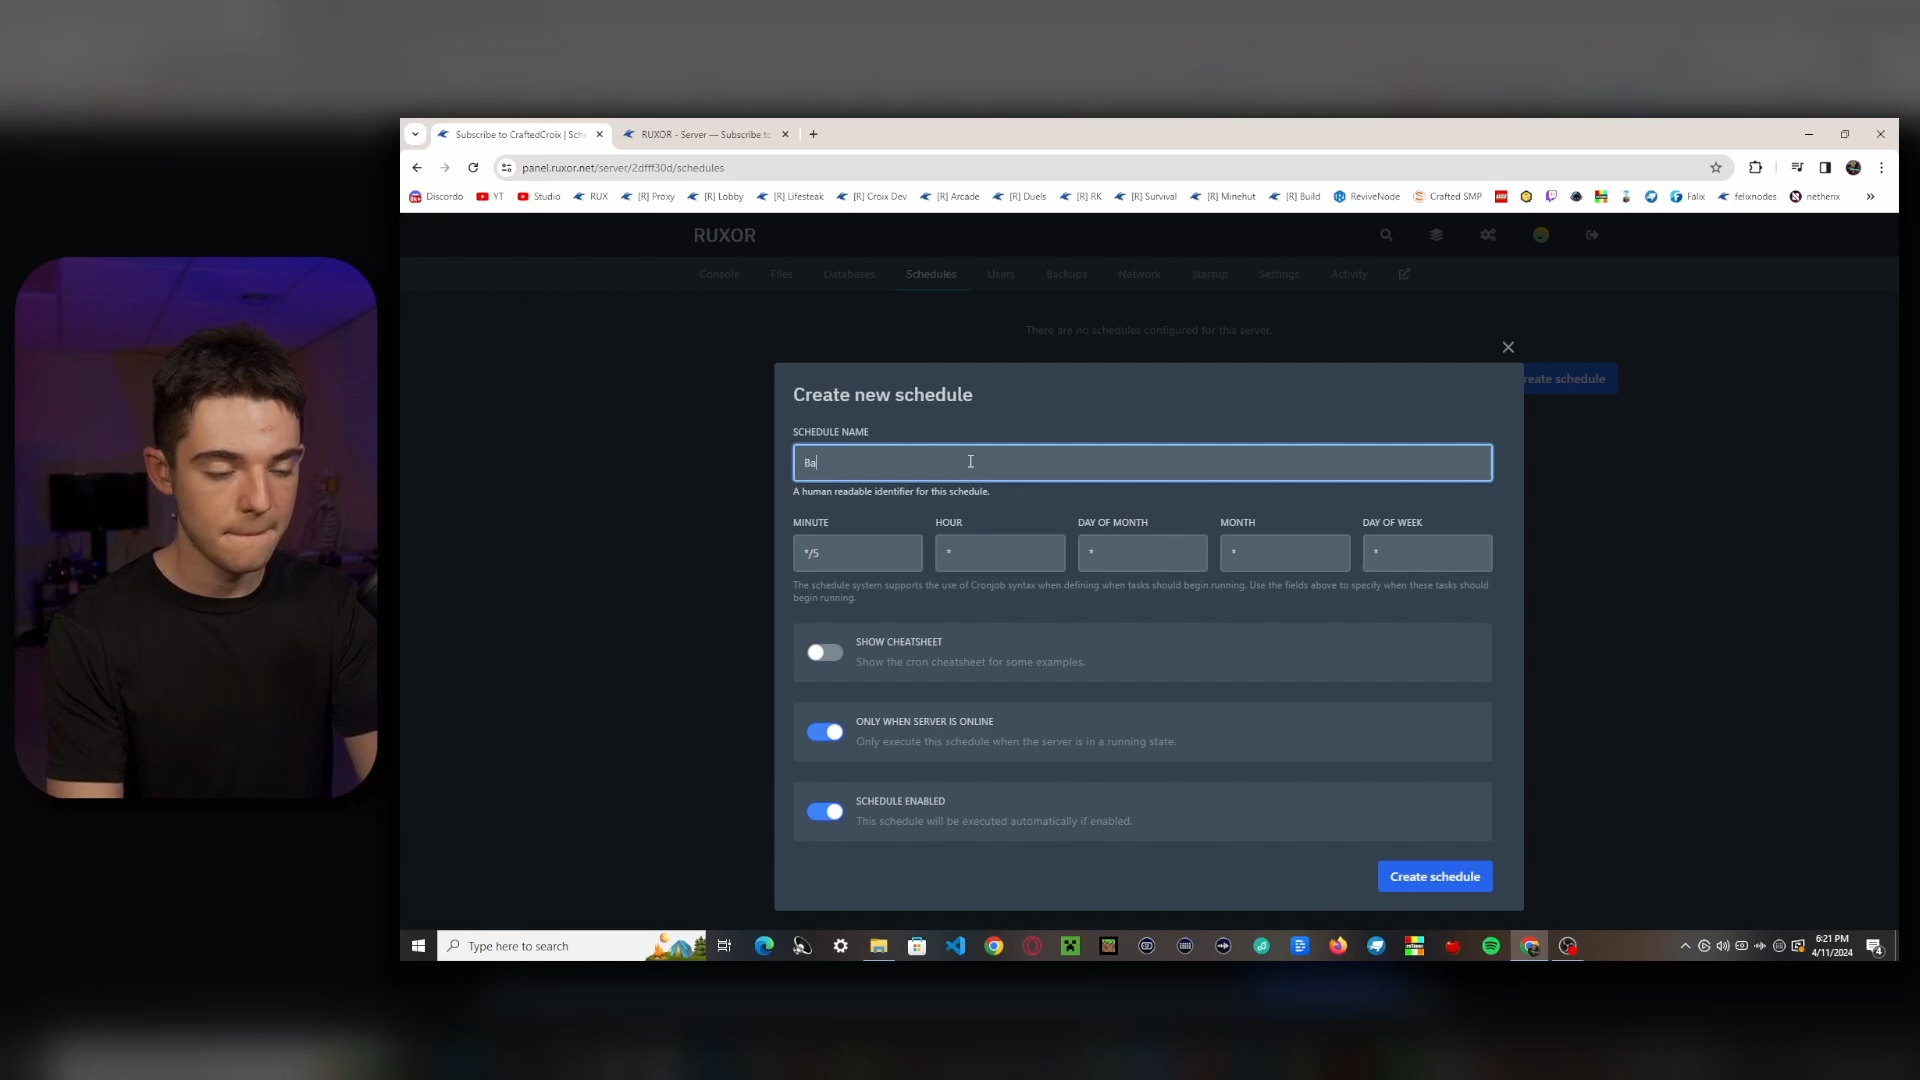 Subscribe to CraftedCroix | Sch
RUXOR - Server — Subscribe to
panel.ruxor.net/server/2dfff30d/schedules
Discordo
YT
Studio
RUX
[R] Proxy
[R] Lobby
[R] Lifesteak
[R] Croix Dev
[R] Arcade
[R] Duels
[R] RK
[R] Survival
[R] Minehut
[R] Build
ReviveNode
Crafted SMP
Falix
felixnodes
netherix
RUXOR
Console
Files
Databases
Schedules
Users
Backups
Network
Startup
Settings
Activity
There are no schedules configured for this server.
reate schedule
Create new schedule
SCHEDULE NAME
Ba
A human readable identifier for this schedule.
MINUTE
HOUR
DAY OF MONTH
MONTH
DAY OF WEEK
*/5
*
*
*
*
The schedule system supports the use of Cronjob syntax when defining when tasks should begin running. Use the fields above to specify when these tasks should
begin running.
SHOW CHEATSHEET
Show the cron cheatsheet for some examples.
ONLY WHEN SERVER IS ONLINE
Only execute this schedule when the server is in a running state.
SCHEDULE ENABLED
This schedule will be executed automatically if enabled.
Create schedule
Type here to search
6:21 PM
4/11/2024
4